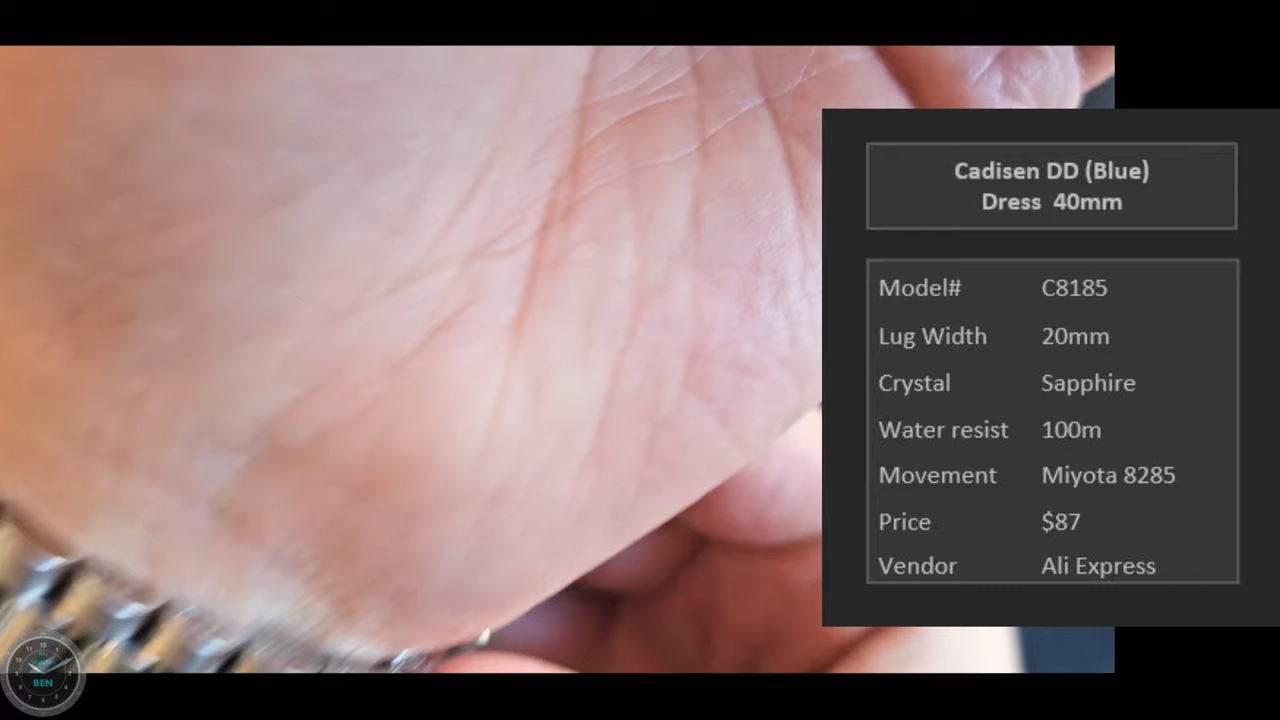 Cadisen DD (Blue)
Dress 40mm
Model# C8185
Lug Width 20mm
Crystal Sapphire
Water resist 100m
Movement Miyota 8285
Price $87
Vendor Ali Express
BEN